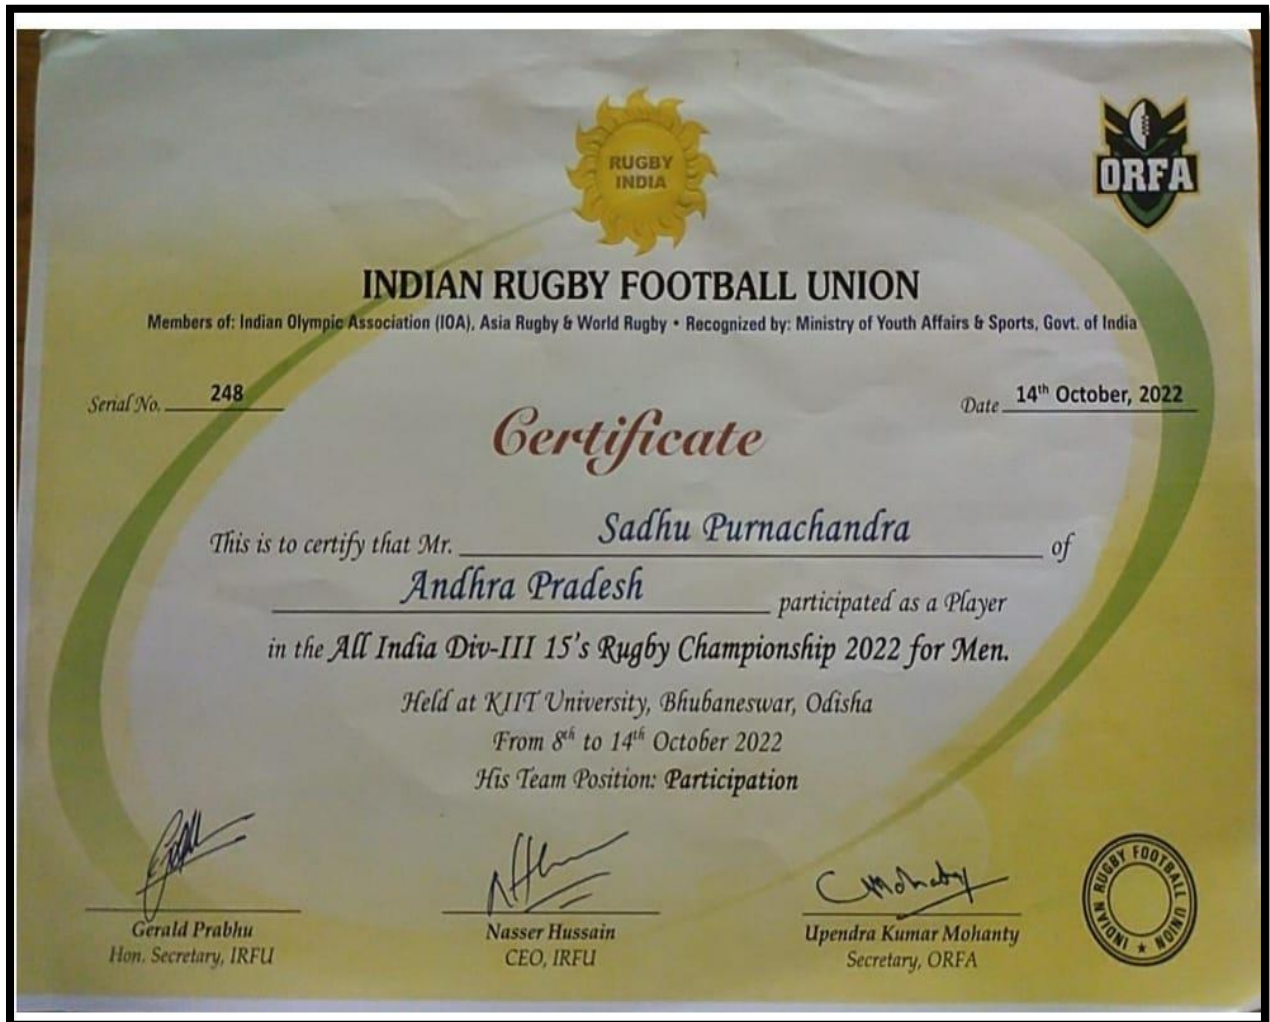 RUGBY
INDIA
ORFA
INDIAN RUGBY FOOTBALL UNION
Members of: Indian Olympic Association (IOA), Asia Rugby & World Rugby • Recognized by: Ministry of Youth Affairs & Sports, Govt. of India
Serial No. 248
Date 14th October, 2022
Certificate
This is to certify that Mr. Sadhu Purnachandra of
Andhra Pradesh participated as a Player
in the All India Div-III 15's Rugby Championship 2022 for Men.
Held at KIIT University, Bhubaneswar, Odisha
From 8th to 14th October 2022
His Team Position: Participation
Gerald Prabhu
Hon. Secretary, IRFU
Nasser Hussain
CEO, IRFU
CMohanty
Upendra Kumar Mohanty
Secretary, ORFA
INDIAN RUGBY FOOTBALL UNION ★